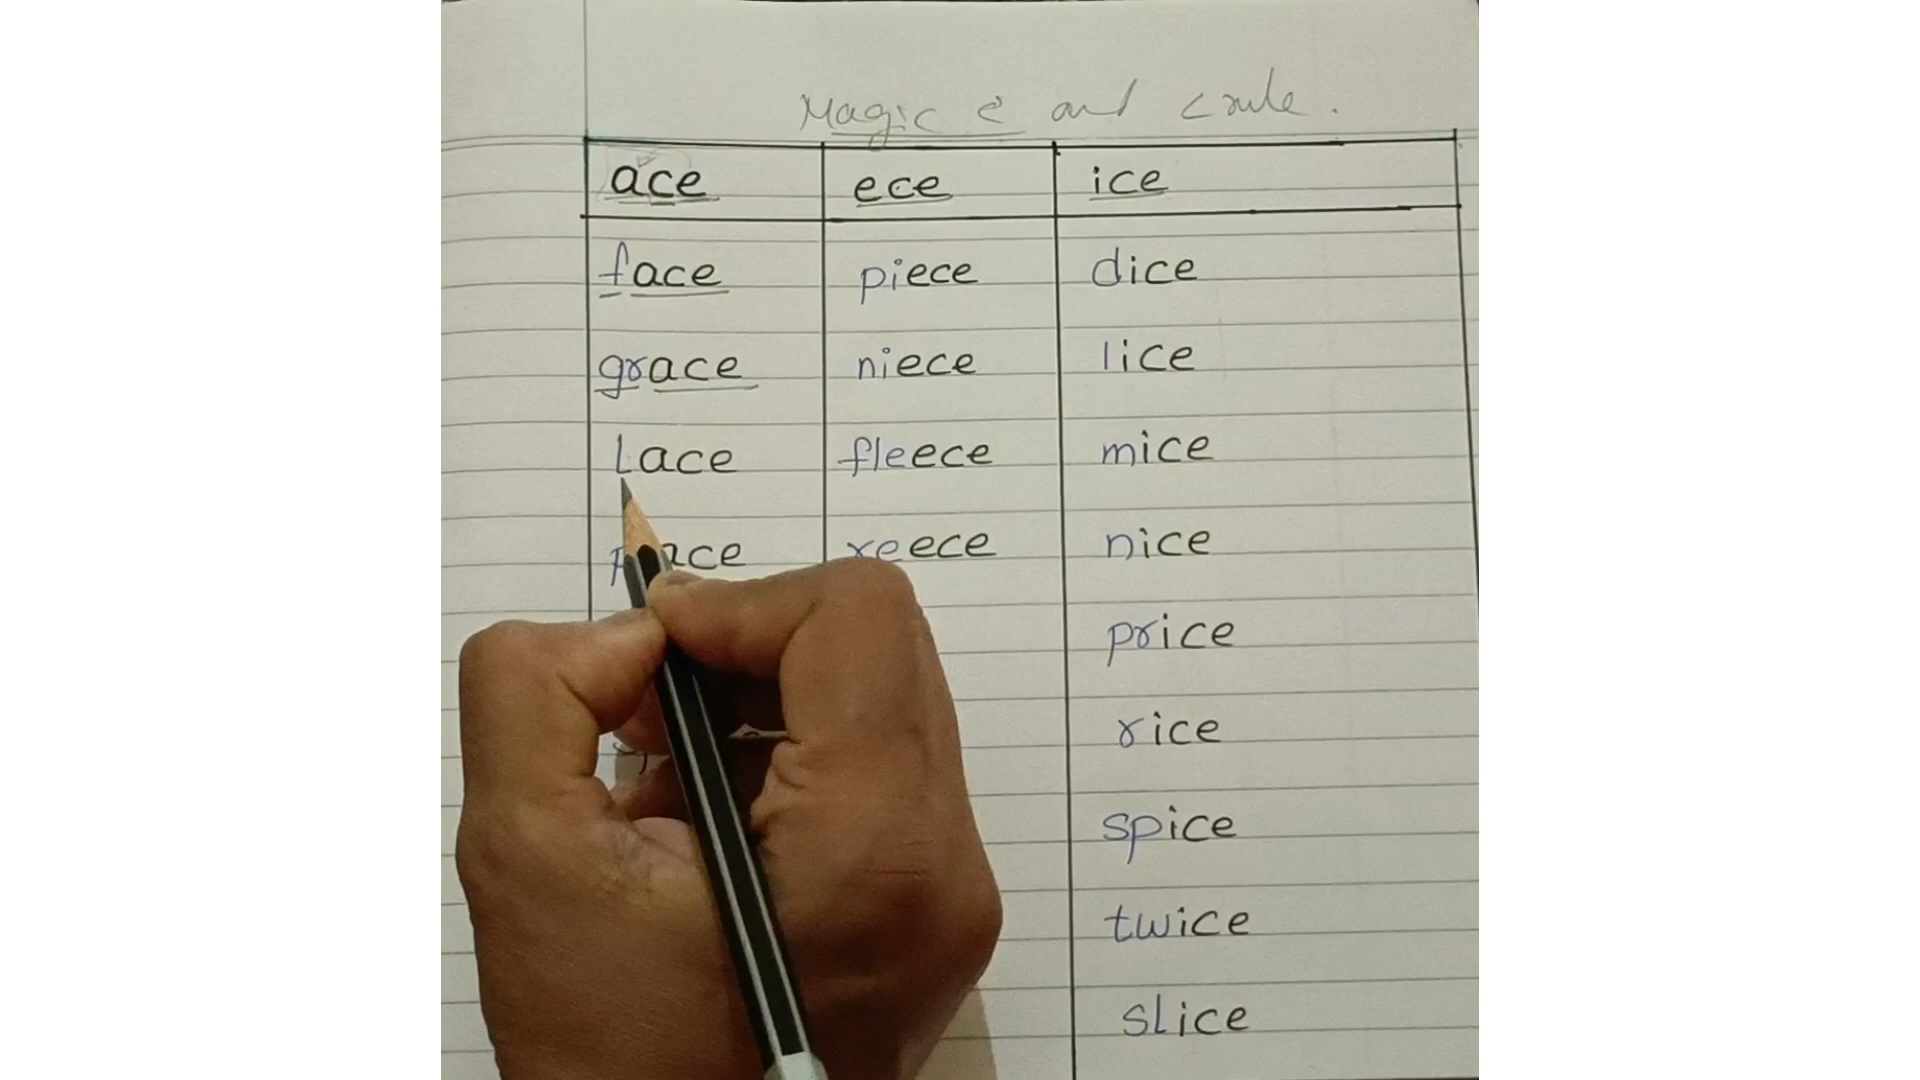 Magic e and c rule.
ace ece ice
face piece dice
grace niece lice
Lace fleece mice
reece nice
price
rice
spice
twice
slice